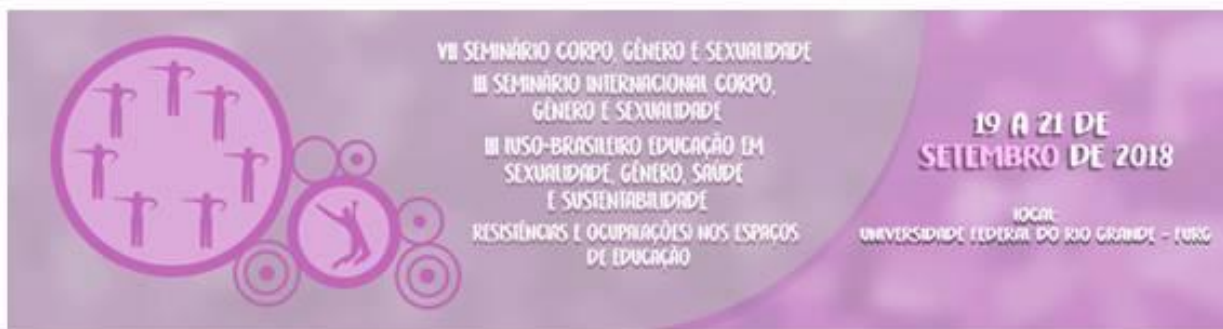 VII SEMINÁRIO CORPO, GÊNERO E SEXUALIDADE
III SEMINÁRIO INTERNACIONAL CORPO,
GÊNERO E SEXUALIDADE
III LUSO-BRASILEIRO EDUCAÇÃO EM
SEXUALIDADE, GÊNERO, SAÚDE
E SUSTENTABILIDADE
RESISTÊNCIAS E OCUPA(AÇÕES) NOS ESPAÇOS
DE EDUCAÇÃO
19 A 21 DE
SETEMBRO DE 2018
LOCAL:
UNIVERSIDADE FEDERAL DO RIO GRANDE - FURG